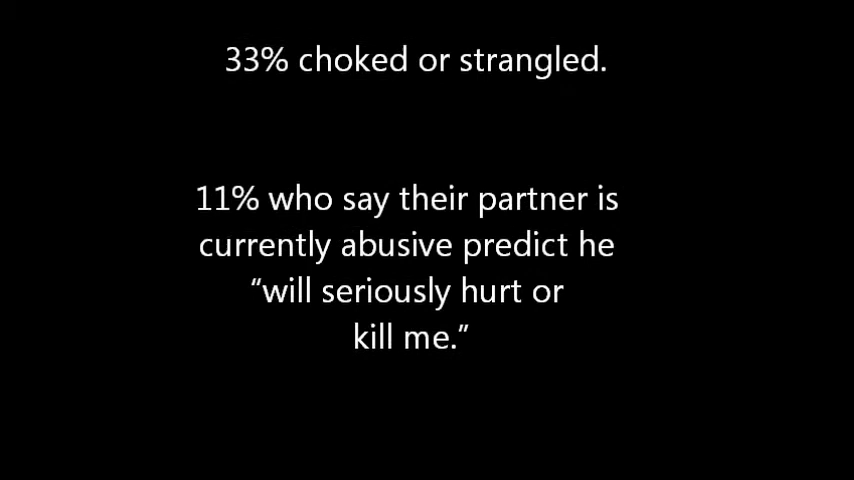 33% choked or strangled.
11% who say their partner is
currently abusive predict he
“will seriously hurt or
kill me.”